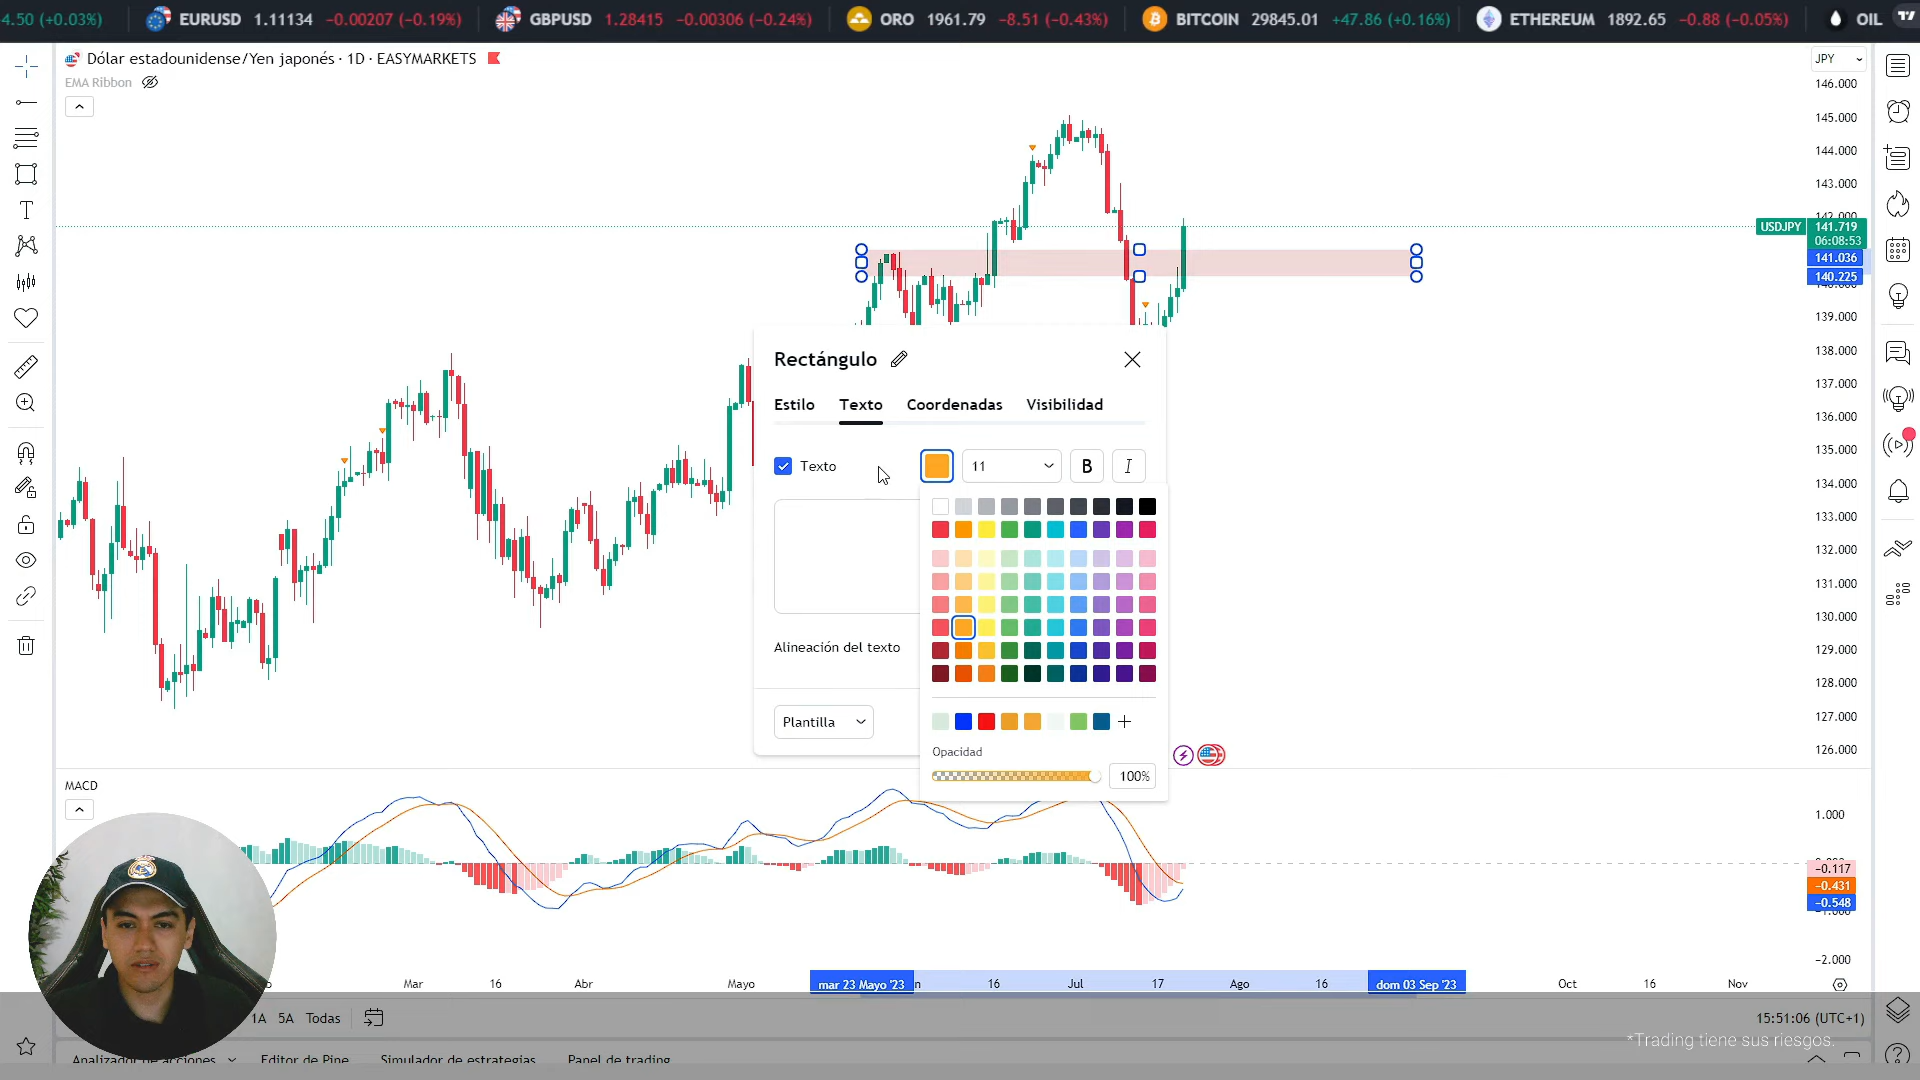 4.50 (+0.03%) EURUSD 1.11134 −0.00207 (−0.19%) GBPUSD 1.28415 −0.00306 (−0.24%) ORO 1961.79 −8.51 (−0.43%) BITCOIN 29845.01 +47.86 (+0.16%) ETHEREUM 1892.65 −0.88 (−0.05%) OIL
Dólar estadounidense/Yen japonés · 1D · EASYMARKETS
JPY
EMA Ribbon
146.000
145.000
144.000
143.000
142.000
USDJPY 141.719
06:08:53
141.036
140.225
139.000
138.000
137.000
136.000
135.000
134.000
133.000
132.000
131.000
130.000
129.000
128.000
127.000
126.000
Rectángulo
Estilo Texto Coordenadas Visibilidad
Texto 11 B I
Alineación del texto
Plantilla
Opacidad
100%
MACD
1.000
−0.117
−0.431
−0.548
−2.000
Mar 16 Abr Mayo mar 23 Mayo '23 n 16 Jul 17 Ago 16 dom 03 Sep '23 Oct 16 Nov
1A 5A Todas
15:51:06 (UTC+1)
*Trading tiene sus riesgos.
Analizador de acciones Editor de Pine Simulador de estrategias Panel de trading